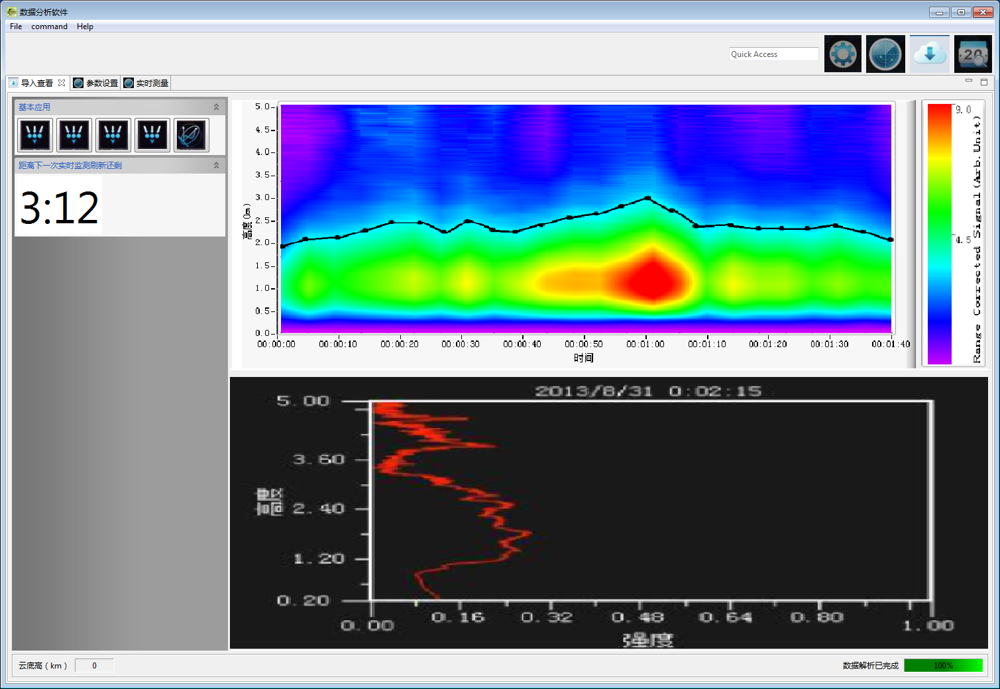 数据分析软件
File command Help
Quick Access
20
导入查看 参数设置 实时测量
基本应用
距离下一次实时监测刷新还剩
3:12
5.0
4.5
4.0
3.5
3.0
2.5
2.0
1.5
1.0
0.5
0.0
高度(km)
00:00:00 00:00:10 00:00:20 00:00:30 00:00:40 00:00:50 00:01:00 00:01:10 00:01:20 00:01:30 00:01:40
时间
9.0
4.5
Range Corrected Signal(Arb.Unit)
2013/8/31 0:02:15
5.00
3.60
2.40
1.20
0.20
0.00 0.16 0.32 0.48 0.64 0.80 1.00
强度
云底高(km) 0
数据解析已完成 100%